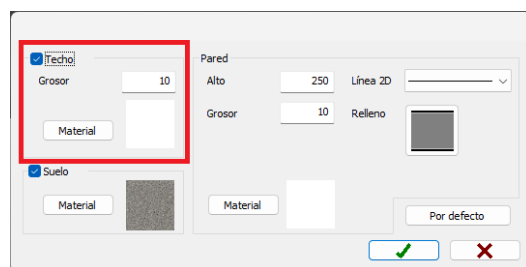 Techo
Grosor 10
Material
Suelo
Material
Pared
Alto 250 Línea 2D
Grosor 10 Relleno
Material
Por defecto